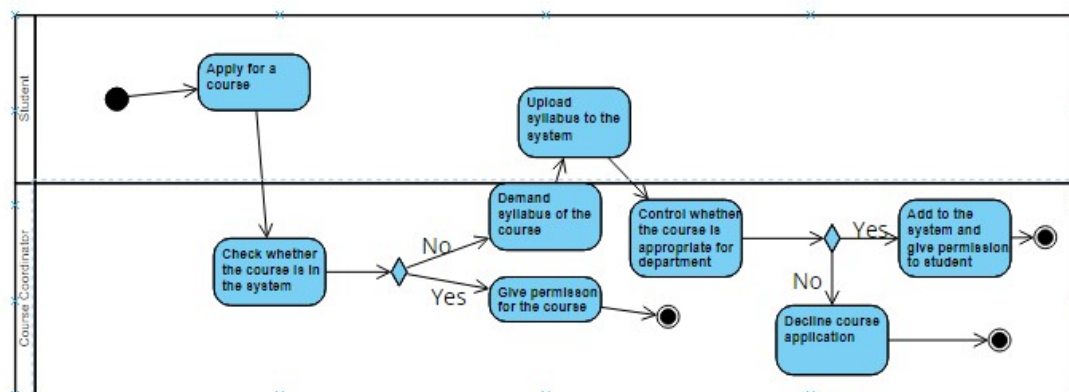 Student
Apply for a
course
Upload
syllabus to the
system
Course Coordinator
Check whether
the course is in
the system
No
Yes
Demand
syllabus of the
course
Give permisson
for the course
Control whether
the course is
appropriate for
department
Yes
No
Add to the
system and
give permission
to student
Decline course
application